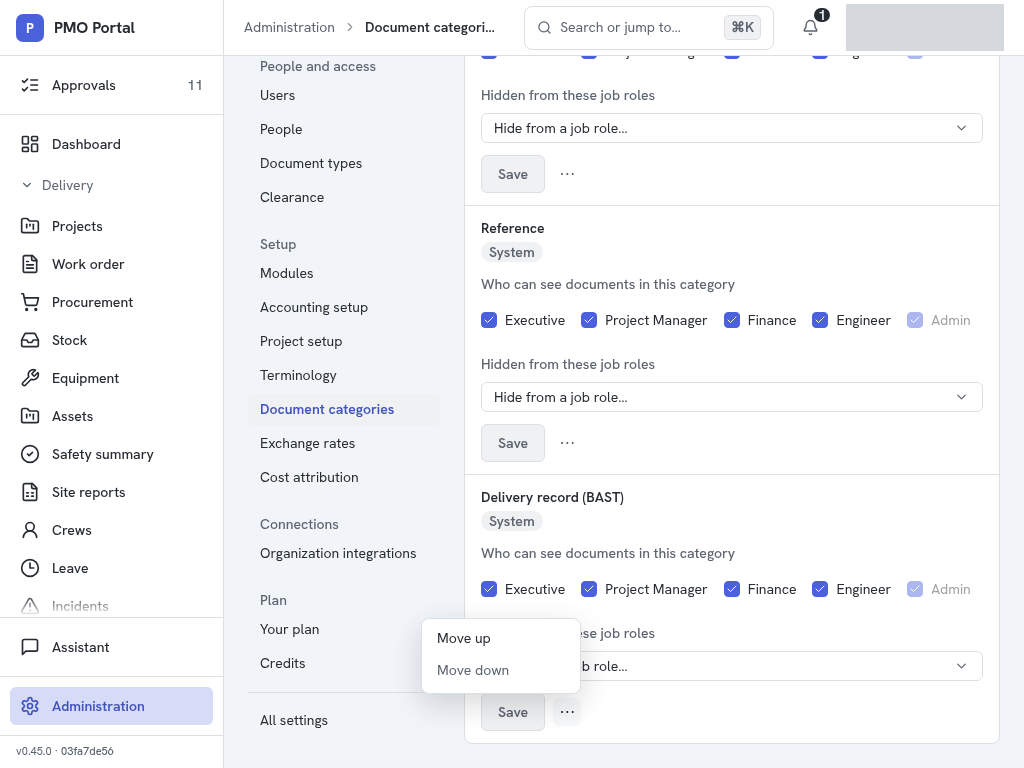 P PMO Portal
Administration > Document categori...
Search or jump to... ⌘K
1
Approvals 11
Dashboard
Delivery
Projects
Work order
Procurement
Stock
Equipment
Assets
Safety summary
Site reports
Crews
Leave
Incidents
Assistant
Administration
v0.45.0 · 03fa7de56
People and access
Users
People
Document types
Clearance
Setup
Modules
Accounting setup
Project setup
Terminology
Document categories
Exchange rates
Cost attribution
Connections
Organization integrations
Plan
Your plan
Credits
All settings
Hidden from these job roles
Hide from a job role...
Save ...
Reference
System
Who can see documents in this category
Executive Project Manager Finance Engineer Admin
Hidden from these job roles
Hide from a job role...
Save ...
Delivery record (BAST)
System
Who can see documents in this category
Executive Project Manager Finance Engineer Admin
these job roles
job role...
Move up
Move down
Save ...